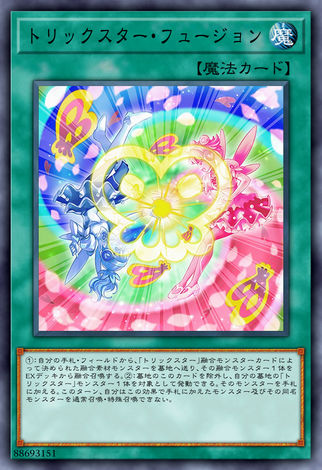 トリックスター・フュージョン
魔
【魔法カード】
①：自分の手札・フィールドから、「トリックスター」融合モンスターカードによ
って決められた融合素材モンスターを墓地へ送り、その融合モンスター１体を
EXデッキから融合召喚する。②：墓地のこのカードを除外し、自分の墓地の「ト
リックスター」モンスター１体を対象として発動できる。そのモンスターを手札
に加える。このターン、自分はこの効果で手札に加えたモンスター及びその同名
モンスターを通常召喚・特殊召喚できない。
88693151